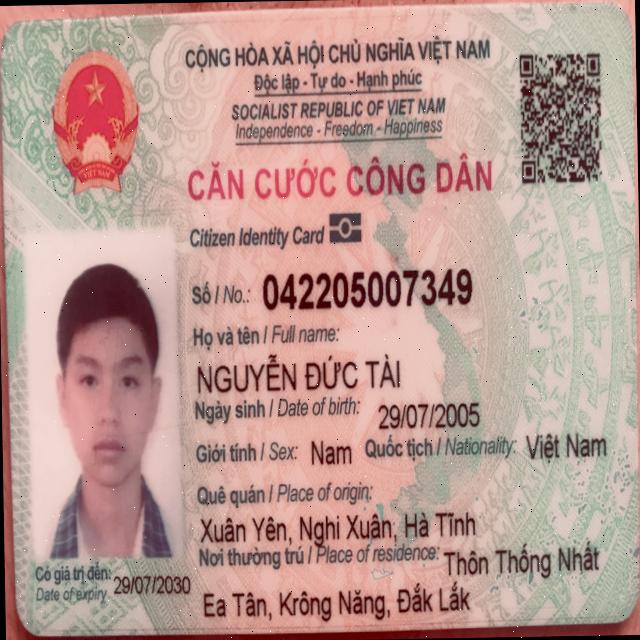 CỘNG HÒA XÃ HỘI CHỦ NGHĨA VIỆT NAM
Độc lập - Tự do - Hạnh phúc
SOCIALIST REPUBLIC OF VIET NAM
Independence - Freedom - Happiness
CĂN CƯỚC CÔNG DÂN
Citizen Identity Card
Số / No.: 042205007349
Họ và tên / Full name:
NGUYỄN ĐỨC TÀI
Ngày sinh / Date of birth: 29/07/2005
Giới tính / Sex: Nam Quốc tịch / Nationality: Việt Nam
Quê quán / Place of origin:
Xuân Yên, Nghi Xuân, Hà Tĩnh
Nơi thường trú / Place of residence: Thôn Thống Nhất
Ea Tân, Krông Năng, Đắk Lắk
Có giá trị đến: 29/07/2030
Date of expiry
VIỆT NAM